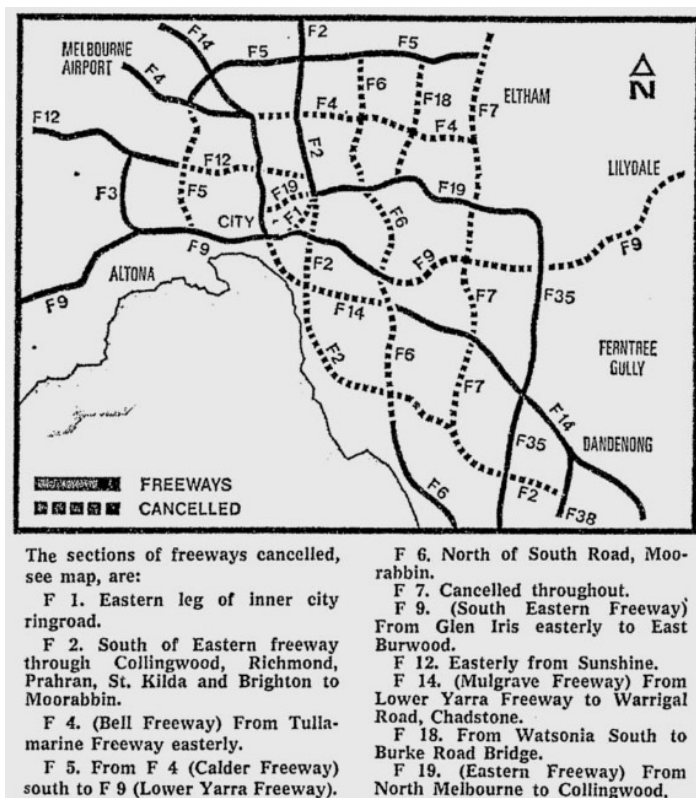 F14
F2
MELBOURNE
AIRPORT
F5
F5
F4
F6
F18
F7
ELTHAM
N
F12
F4
F4
F2
LILYDALE
F12
F19
F3
F5
F19
F1
CITY
F6
F9
F9
F9
F2
F7
F35
ALTONA
F9
F14
F6
F2
F7
FERNTREE
GULLY
F14
F35
DANDENONG
FREEWAYS
F2
CANCELLED
F6
F38
The sections of freeways cancelled,
see map, are:
F 1. Eastern leg of inner city
ringroad.
F 2. South of Eastern freeway
through Collingwood, Richmond,
Prahran, St. Kilda and Brighton to
Moorabbin.
F 4. (Bell Freeway) From Tulla-
marine Freeway easterly.
F 5. From F 4 (Calder Freeway)
south to F 9 (Lower Yarra Freeway).
F 6. North of South Road, Moo-
rabbin.
F 7. Cancelled throughout.
F 9. (South Eastern Freeway)
From Glen Iris easterly to East
Burwood.
F 12. Easterly from Sunshine.
F 14. (Mulgrave Freeway) From
Lower Yarra Freeway to Warrigal
Road, Chadstone.
F 18. From Watsonia South to
Burke Road Bridge.
F 19. (Eastern Freeway) From
North Melbourne to Collingwood,